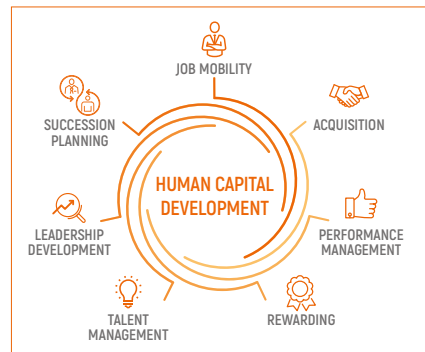 JOB MOBILITY
ACQUISITION
PERFORMANCE
MANAGEMENT
REWARDING
TALENT
MANAGEMENT
LEADERSHIP
DEVELOPMENT
SUCCESSION
PLANNING
HUMAN CAPITAL
DEVELOPMENT